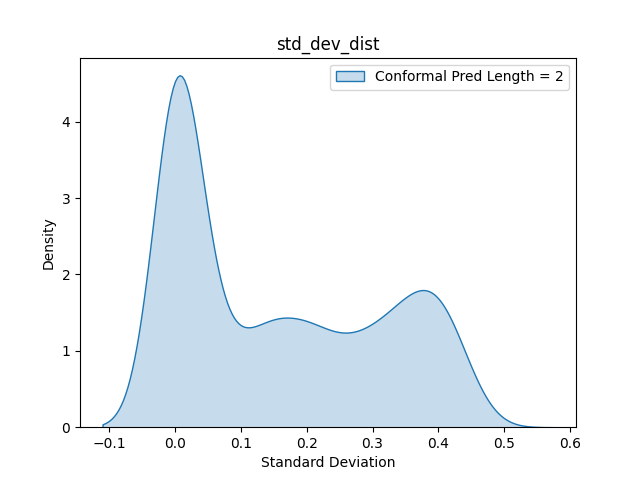 std_dev_dist
Conformal Pred Length = 2
Density
4
3
2
1
0
−0.1 0.0 0.1 0.2 0.3 0.4 0.5 0.6
Standard Deviation